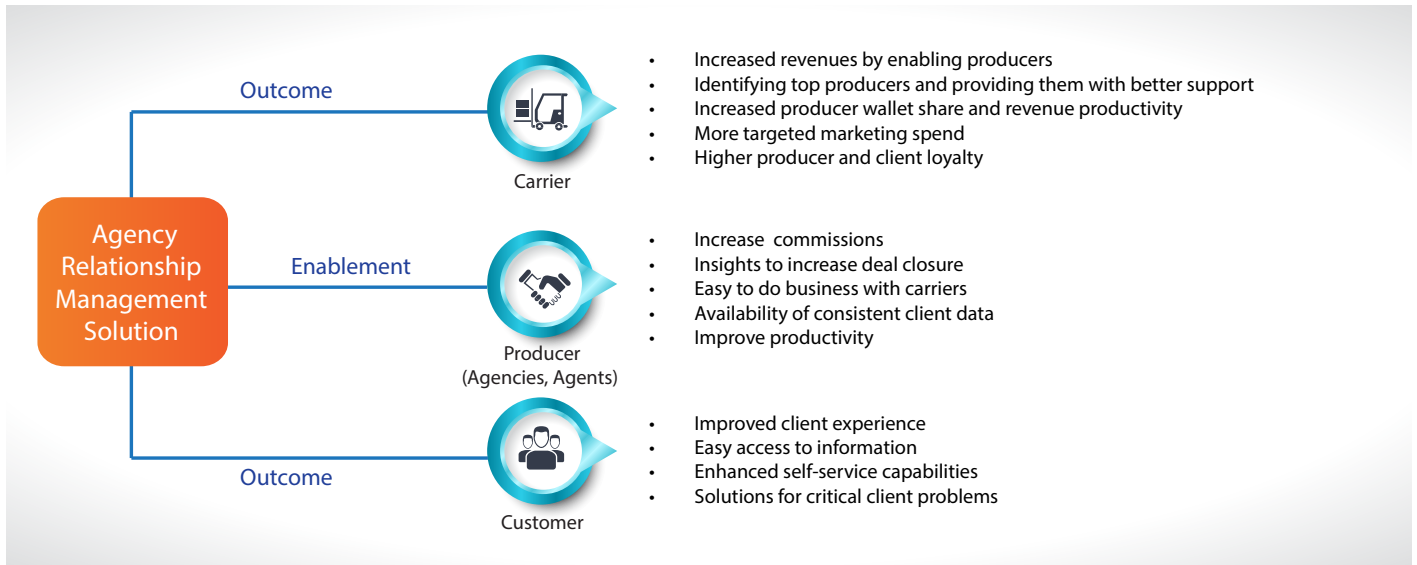 Outcome
Carrier
• Increased revenues by enabling producers
• Identifying top producers and providing them with better support
• Increased producer wallet share and revenue productivity
• More targeted marketing spend
• Higher producer and client loyalty
Agency
Relationship
Management
Solution
Enablement
Producer
(Agencies, Agents)
• Increase  commissions
• Insights to increase deal closure
• Easy to do business with carriers
• Availability of consistent client data
• Improve productivity
Outcome
Customer
• Improved client experience
• Easy access to information
• Enhanced self-service capabilities
• Solutions for critical client problems